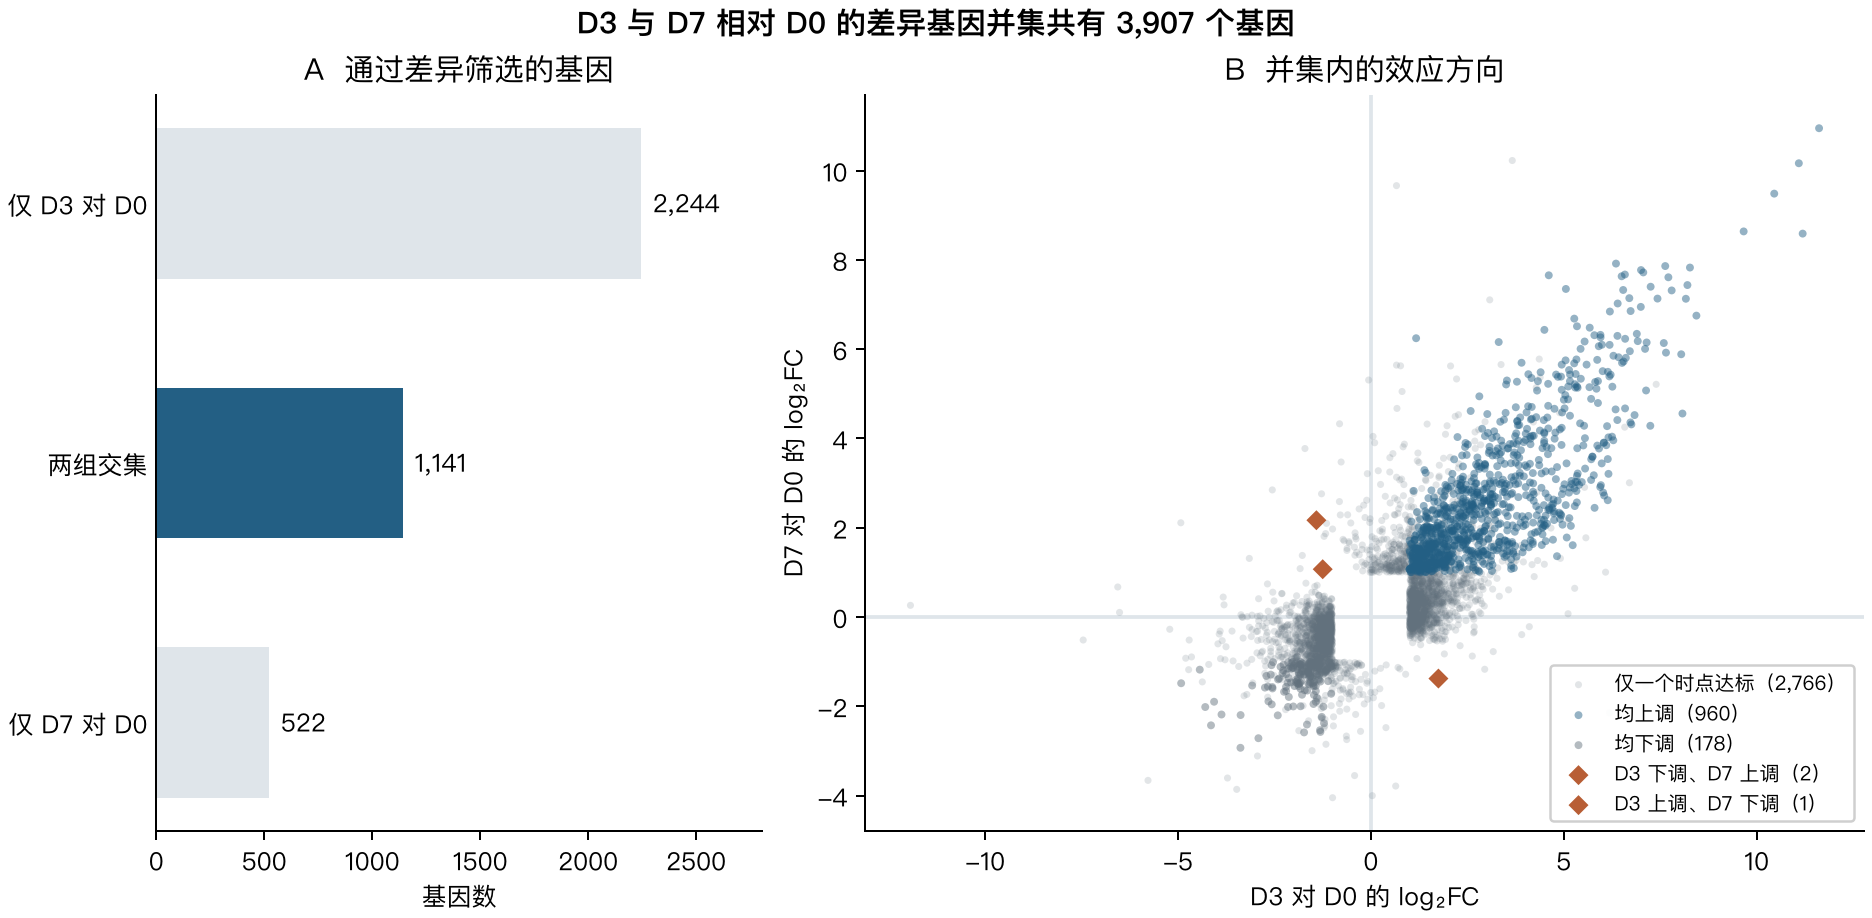 D3 与 D7 相对 D0 的差异基因并集共有 3,907 个基因
A 通过差异筛选的基因
仅 D3 对 D0
2,244
两组交集
1,141
仅 D7 对 D0
522
0 500 1000 1500 2000 2500
基因数
B 并集内的效应方向
D7 对 D0 的 log₂FC
10
8
6
4
2
0
−2
−4
−10 −5 0 5 10
D3 对 D0 的 log₂FC
仅一个时点达标（2,766）
均上调（960）
均下调（178）
D3 下调、D7 上调（2）
D3 上调、D7 下调（1）